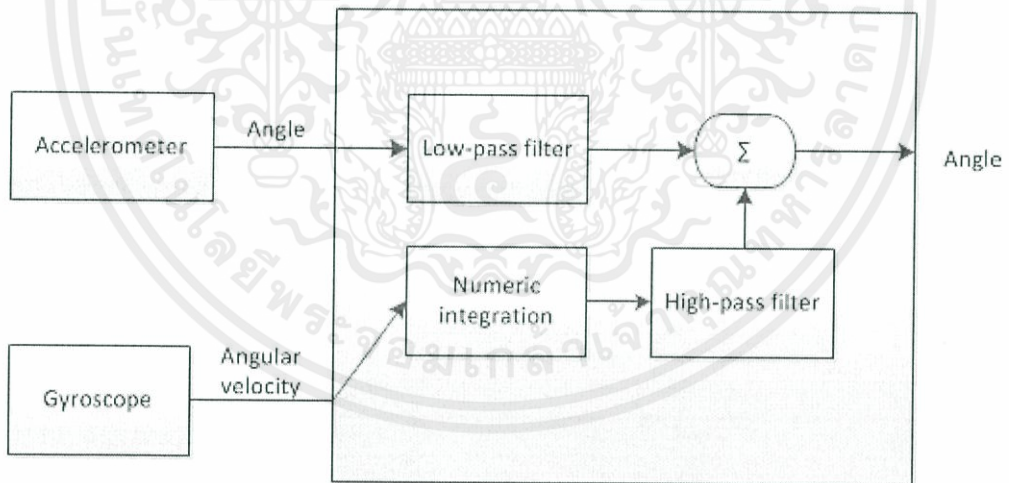 Accelerometer
Angle
Low-pass filter
Σ
Angle
Numeric
integration
High-pass filter
Gyroscope
Angular
velocity